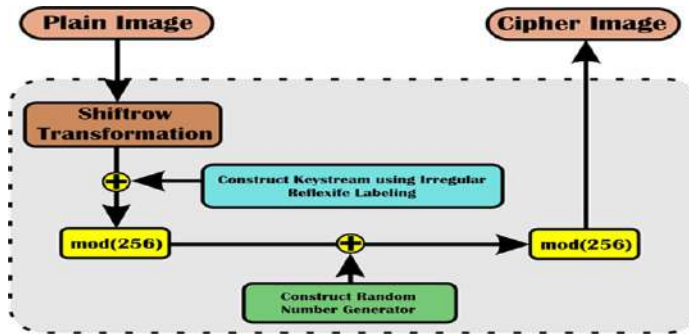 Plain Image
Cipher Image
Shiftrow
Transformation
Construct Keystream using Irregular
Reflexife Labeling
mod(256)
mod(256)
Construct Random
Number Generator